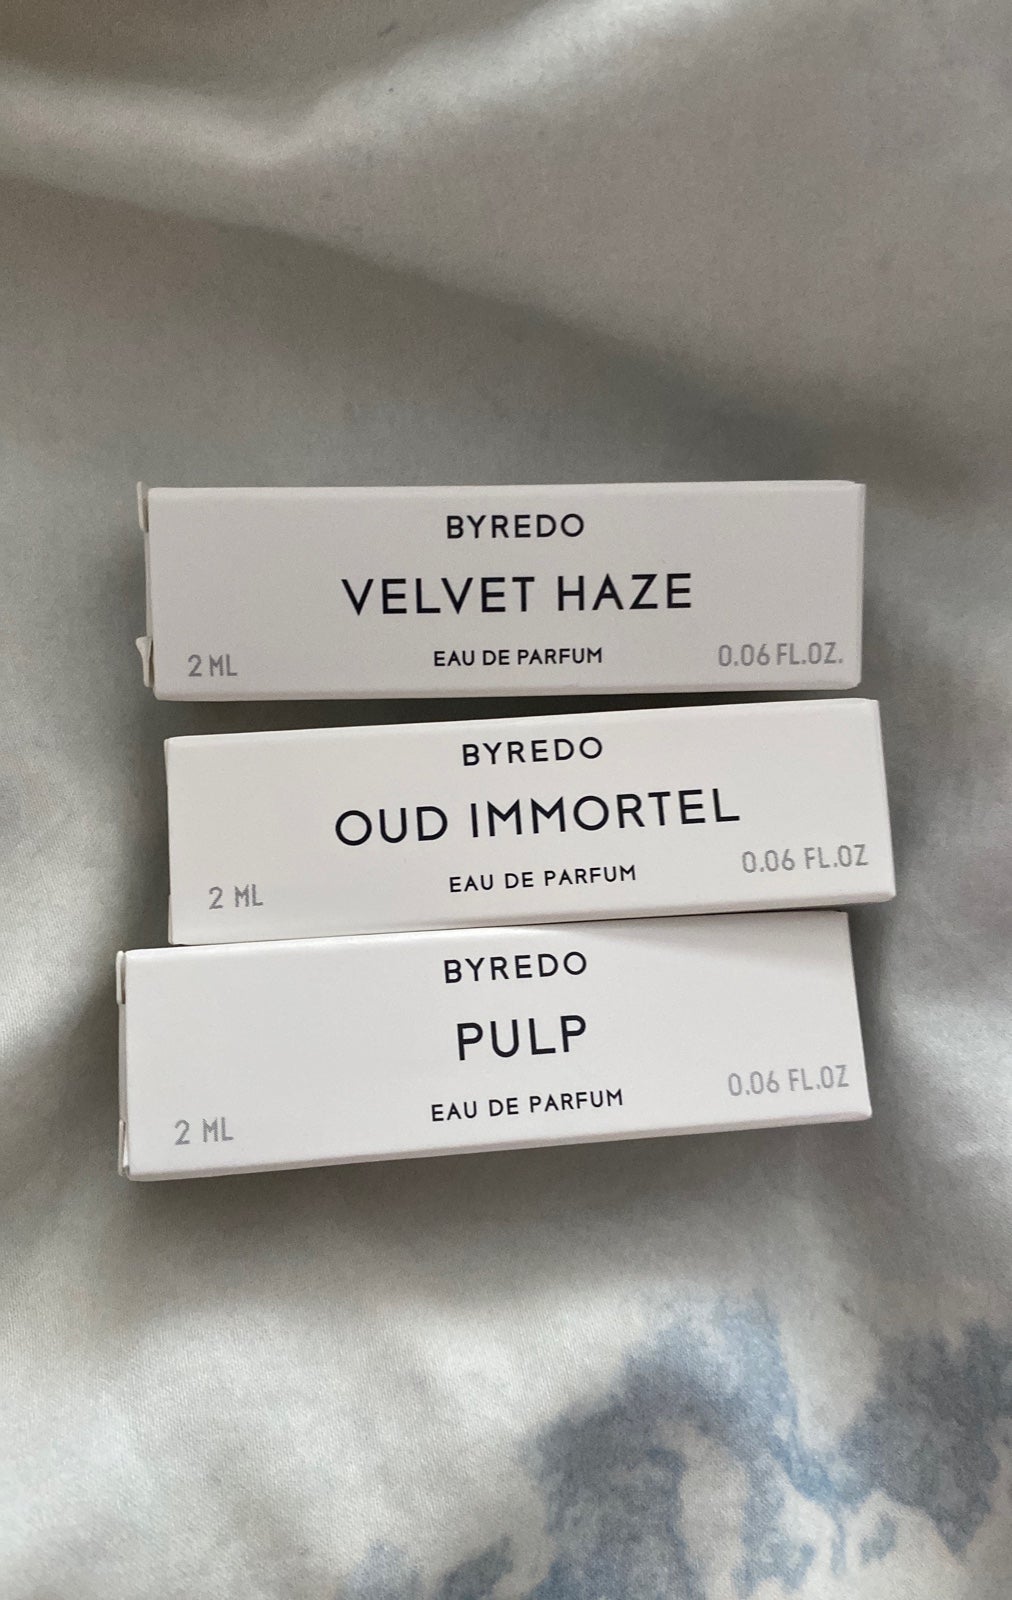 BYREDO
VELVET HAZE
2 ML EAU DE PARFUM 0.06 FL.OZ.
BYREDO
OUD IMMORTEL
2 ML EAU DE PARFUM 0.06 FL.OZ
BYREDO
PULP
2 ML EAU DE PARFUM 0.06 FL.OZ